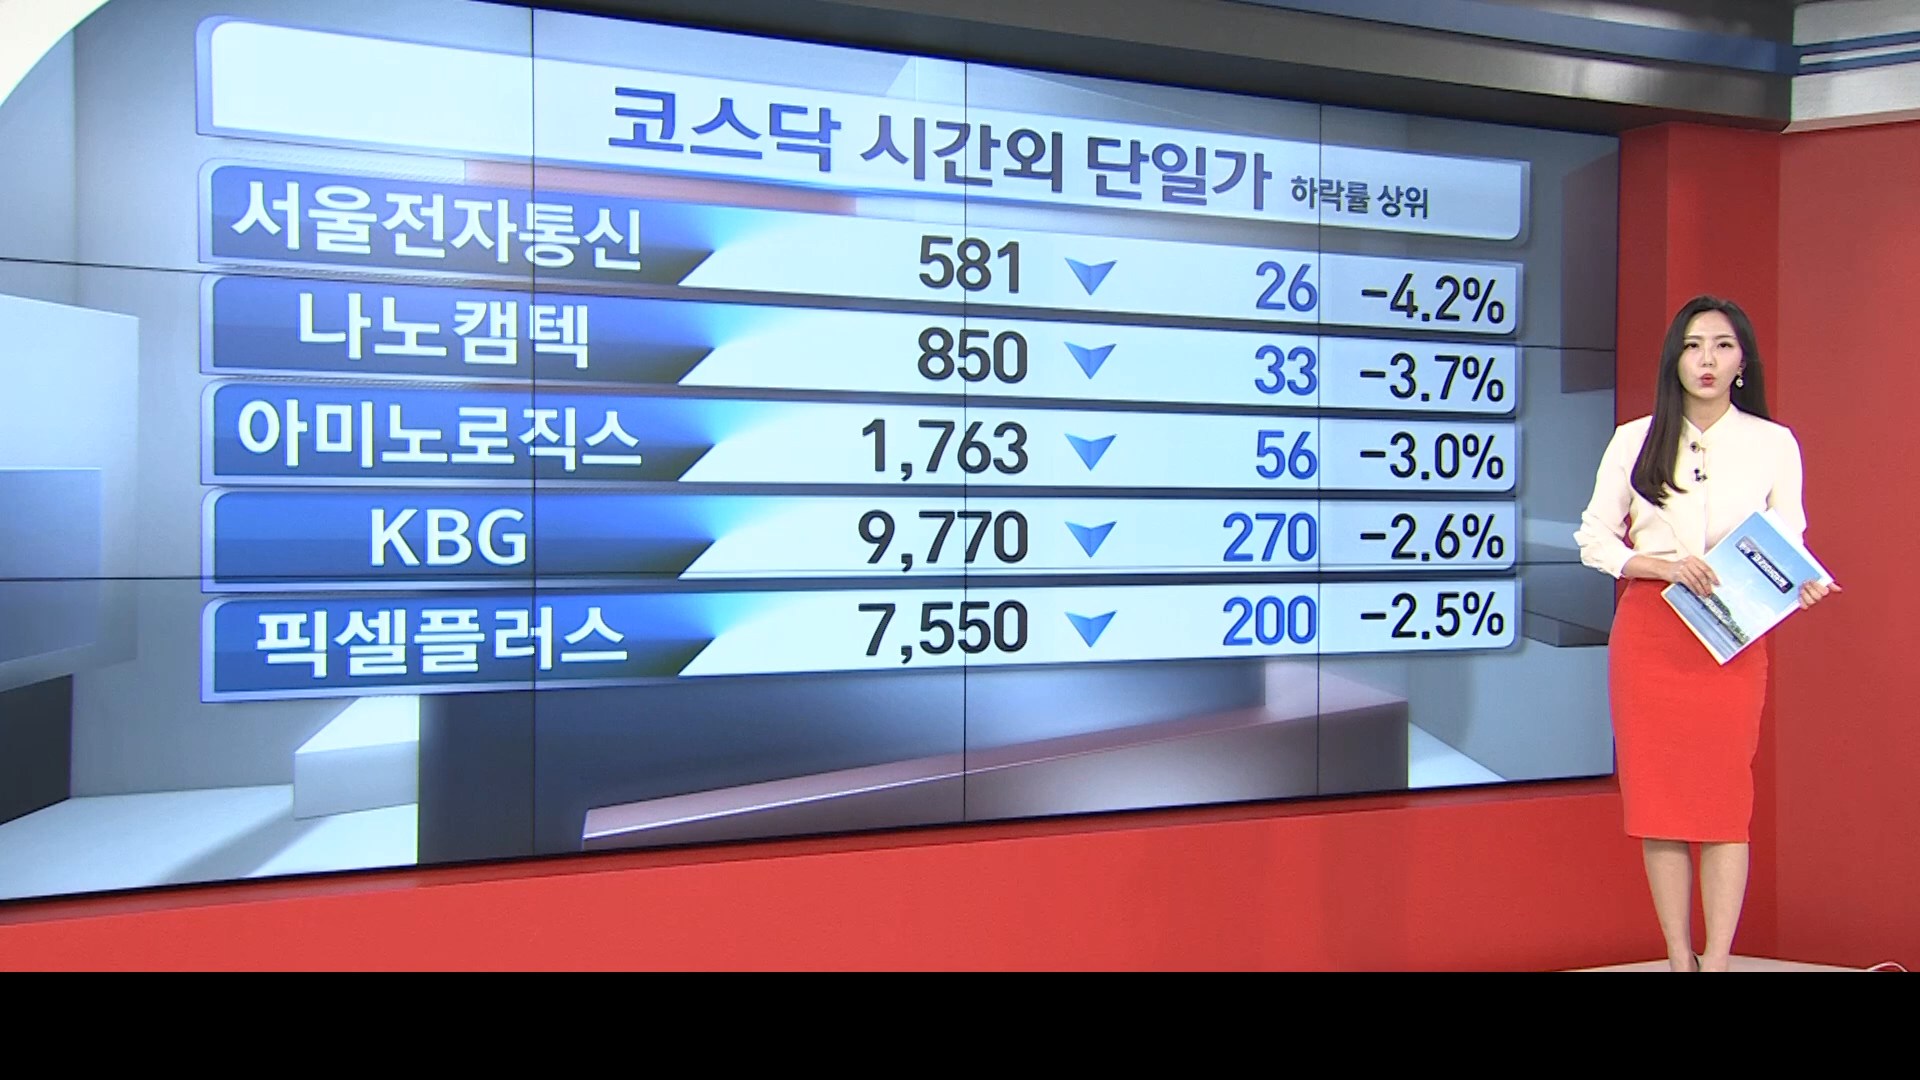 코스닥 시간외 단일가 하락률 상위
서울전자통신 581 ▼ 26 -4.2%
나노캠텍 850 ▼ 33 -3.7%
아미노로직스 1,763 ▼ 56 -3.0%
KBG 9,770 ▼ 270 -2.6%
픽셀플러스 7,550 ▼ 200 -2.5%